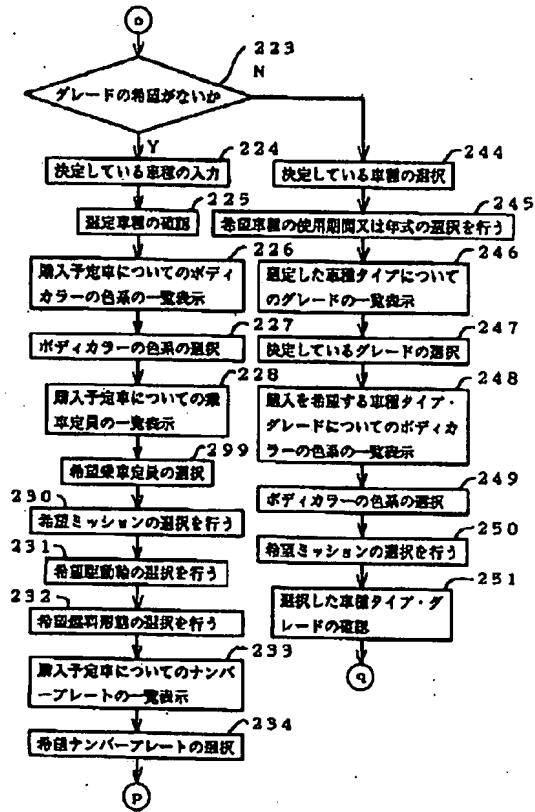 o
223
N
グレードの希望がないか
Y
224
決定している車種の入力
225
選定車種の確認
226
購入予定車についてのボディ
カラーの色系の一覧表示
227
ボディカラーの色系の選択
228
購入予定車についての乗
車定員の一覧表示
299
希望乗車定員の選択
230
希望ミッションの選択を行う
231
希望駆動輪の選択を行う
232
希望燃料形態の選択を行う
233
購入予定車についてのナンバ
ープレートの一覧表示
234
希望ナンバープレートの選択
p
244
決定している車種の選択
245
希望車種の使用期間又は年式の選択を行う
246
選定した車種タイプについて
のグレードの一覧表示
247
決定しているグレードの選択
248
購入を希望する車種タイプ・
グレードについてのボディカ
ラーの色系の一覧表示
249
ボディカラーの色系の選択
250
希望ミッションの選択を行う
251
選択した車種タイプ・グ
レードの確認
q